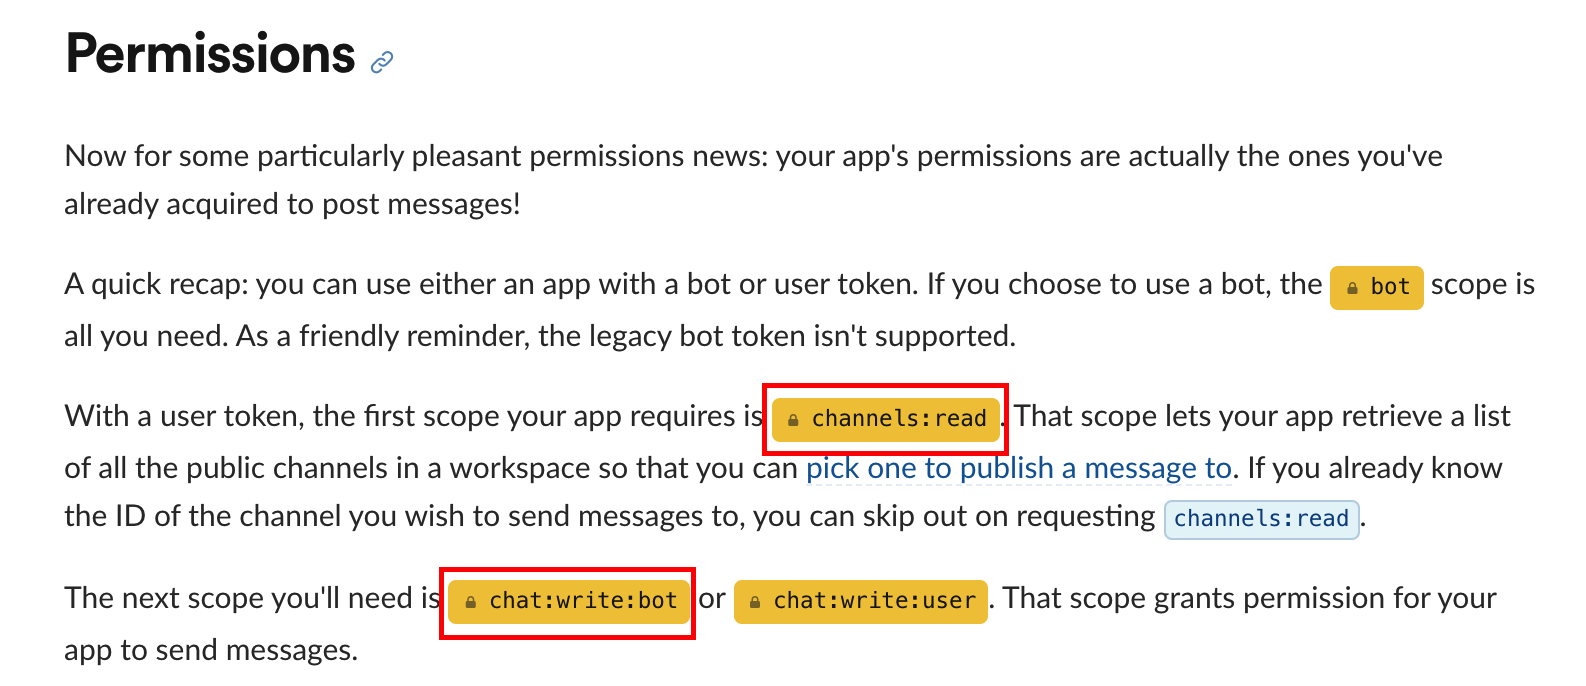 Permissions
Now for some particularly pleasant permissions news: your app's permissions are actually the ones you've
already acquired to post messages!
A quick recap: you can use either an app with a bot or user token. If you choose to use a bot, the bot scope is
all you need. As a friendly reminder, the legacy bot token isn't supported.
With a user token, the first scope your app requires is channels:read. That scope lets your app retrieve a list
of all the public channels in a workspace so that you can pick one to publish a message to. If you already know
the ID of the channel you wish to send messages to, you can skip out on requesting channels:read.
The next scope you'll need is chat:write:bot or chat:write:user. That scope grants permission for your
app to send messages.